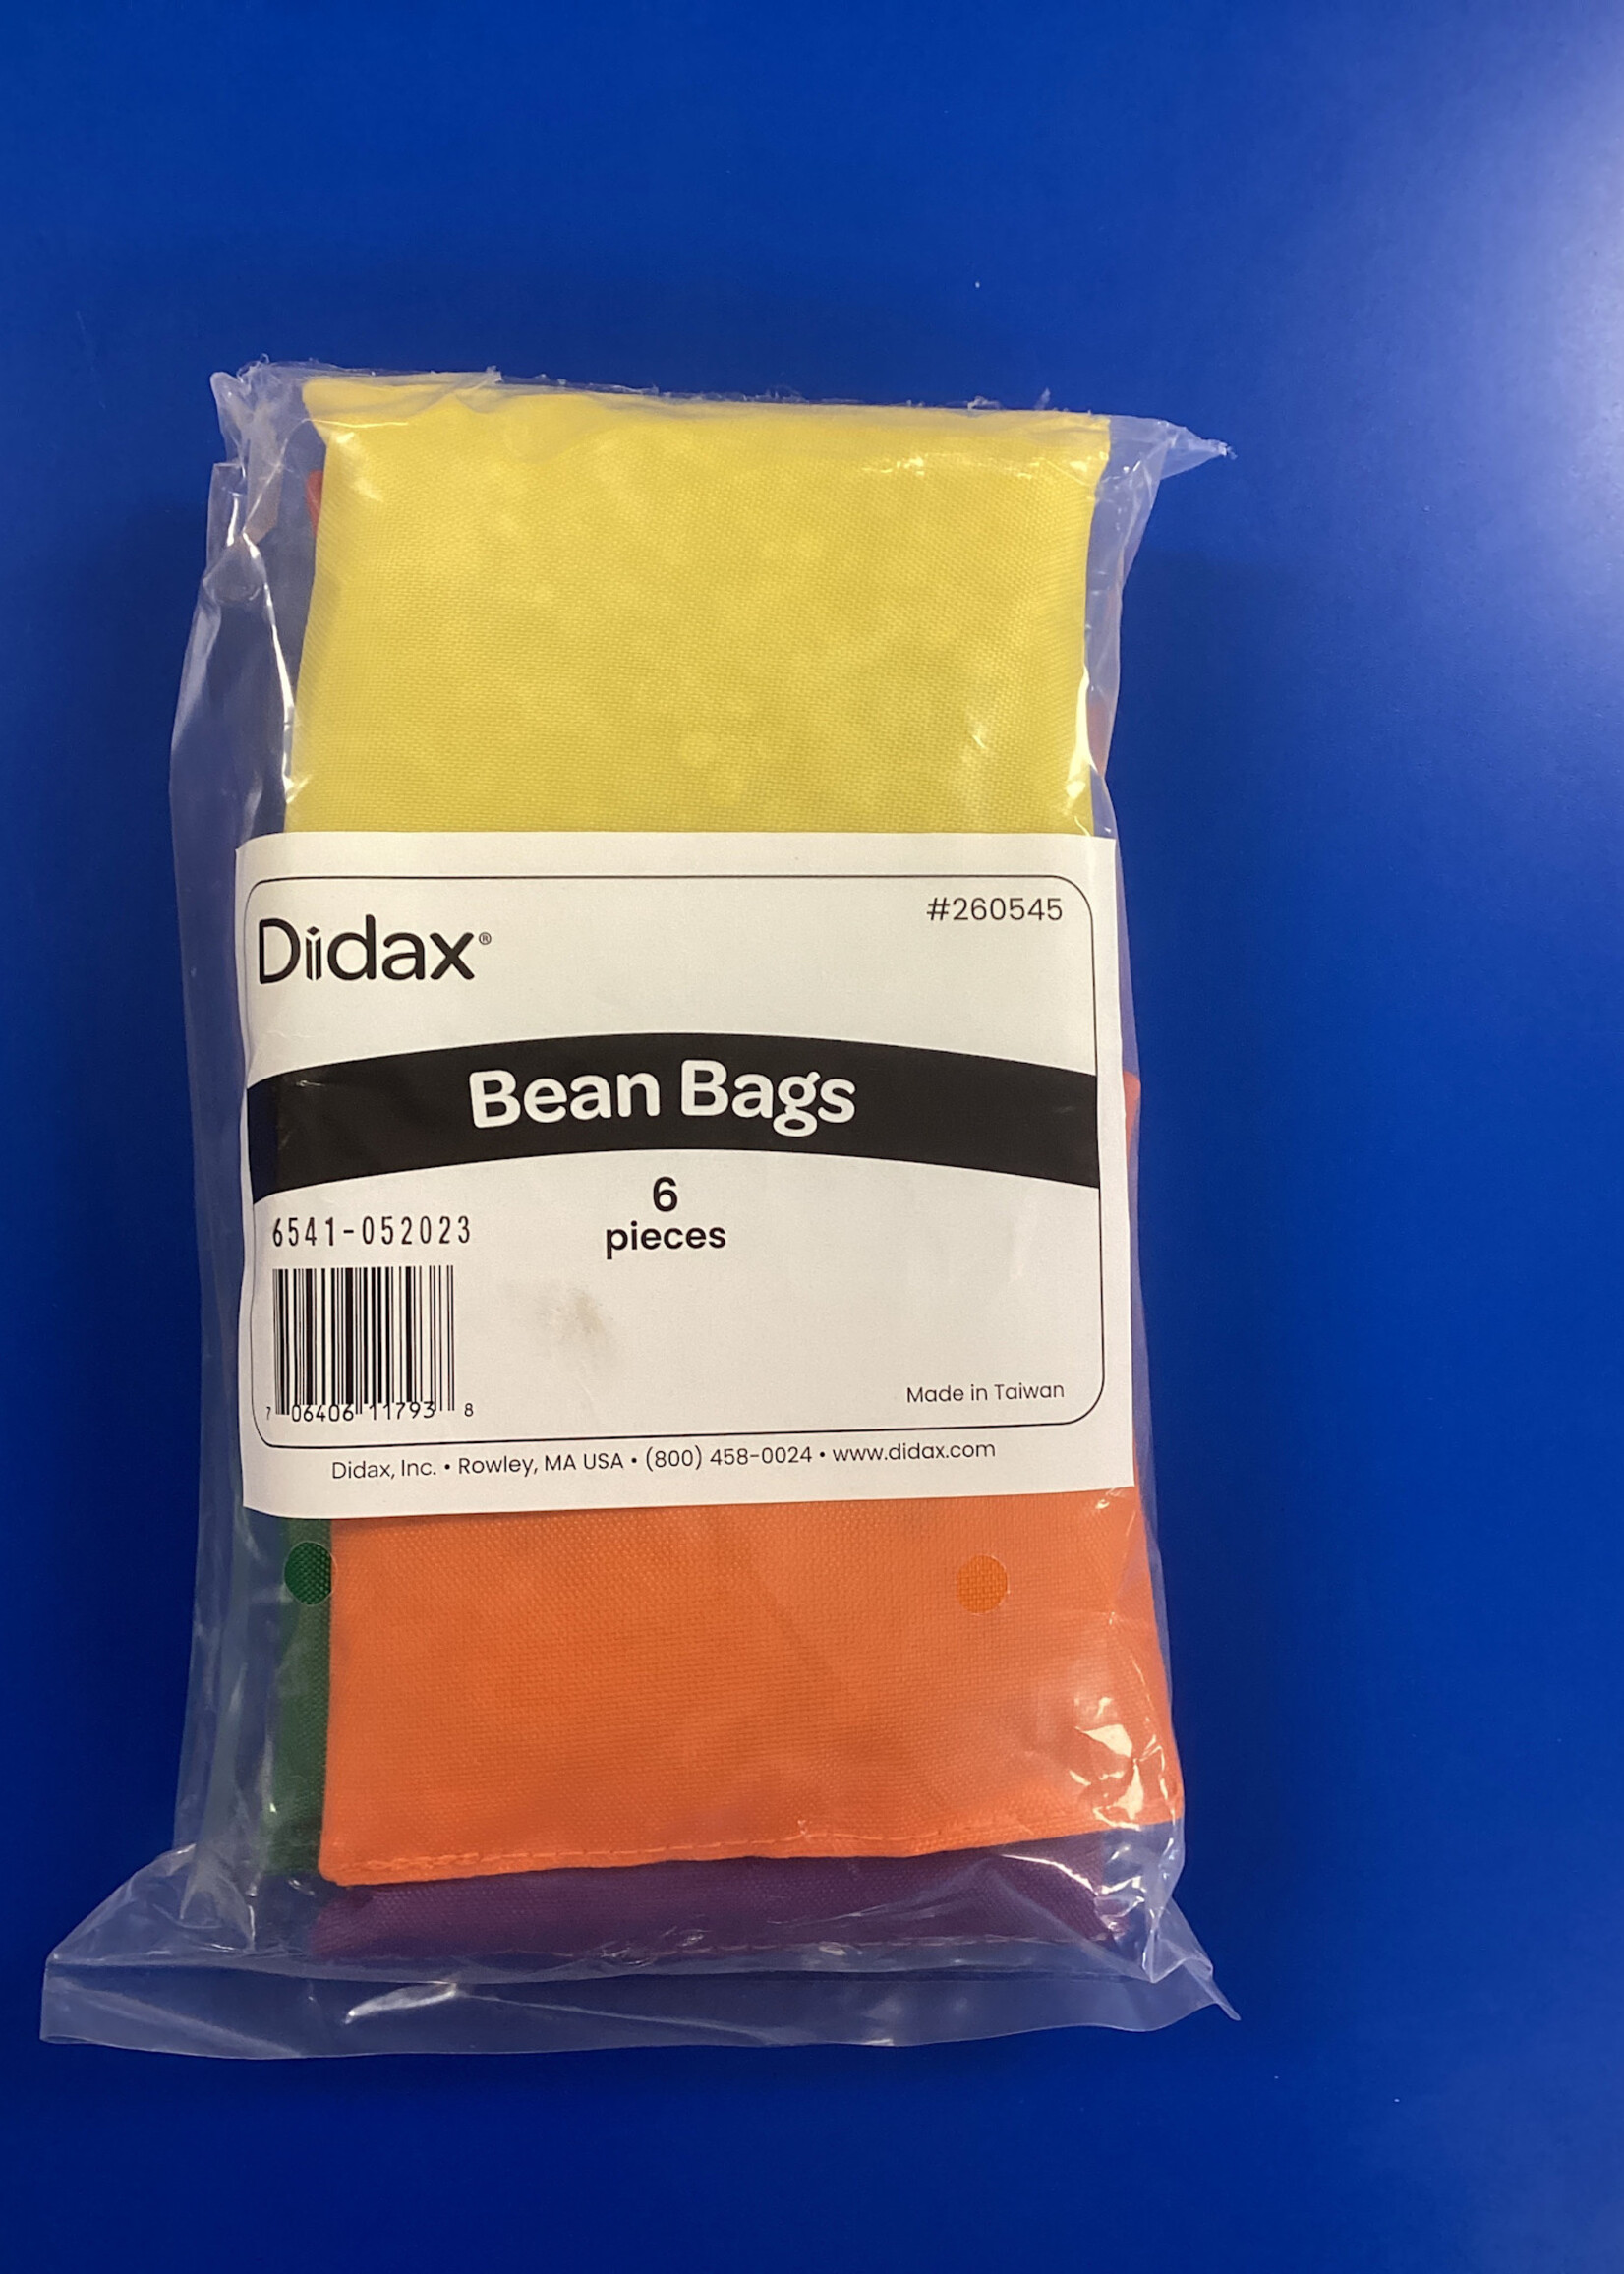 Didax®
#260545
Bean Bags
6
pieces
6541-052023
7 06406 11793 8
Made in Taiwan
Didax, Inc. • Rowley, MA USA • (800) 458-0024 • www.didax.com